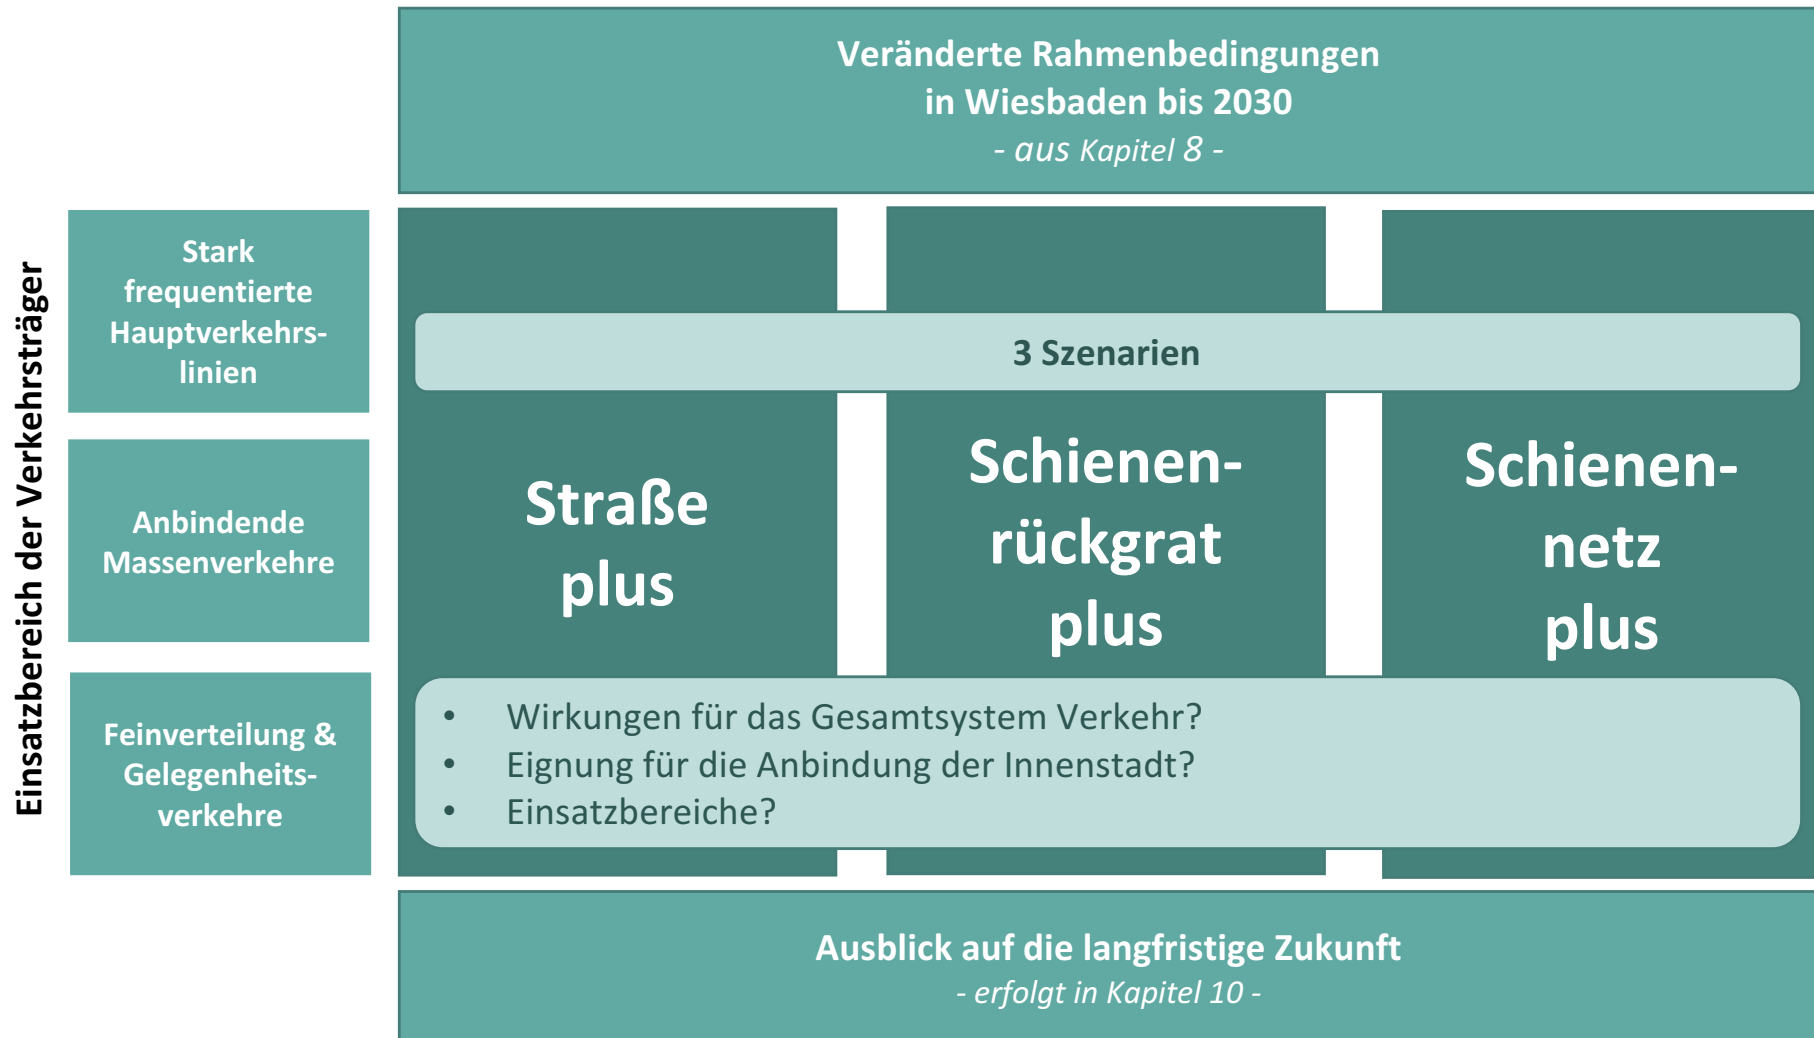 Veränderte Rahmenbedingungen
in Wiesbaden bis 2030
- aus Kapitel 8 -
Einsatzbereich der Verkehrsträger
Stark
frequentierte
Hauptverkehrs-
linien
Anbindende
Massenverkehre
Feinverteilung &
Gelegenheits-
verkehre
3 Szenarien
Straße
plus
Schienen-
rückgrat
plus
Schienen-
netz
plus
• Wirkungen für das Gesamtsystem Verkehr?
• Eignung für die Anbindung der Innenstadt?
• Einsatzbereiche?
Ausblick auf die langfristige Zukunft
- erfolgt in Kapitel 10 -